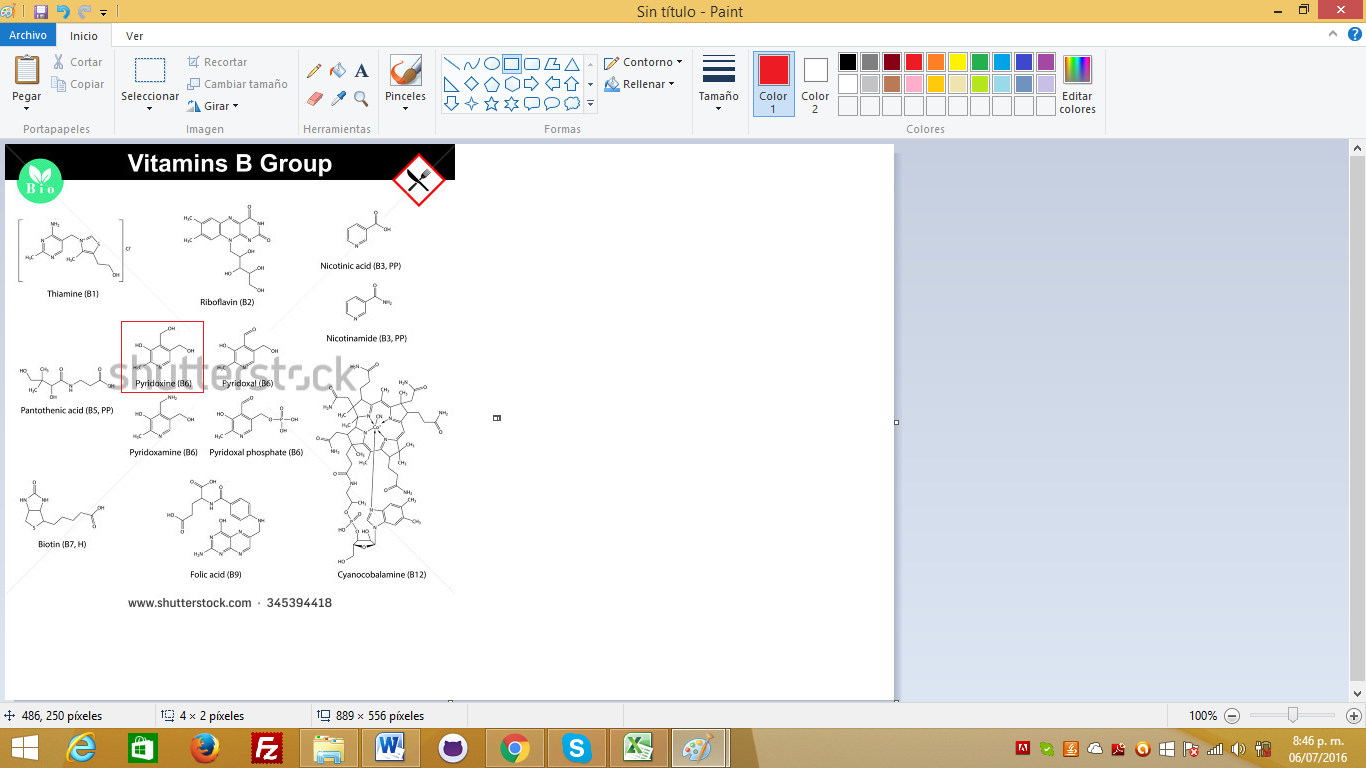 Sin título - Paint
Archivo Inicio Ver
Pegar
Cortar
Copiar
Portapapeles
Seleccionar
Recortar
Cambiar tamaño
Girar
Imagen
A
Herramientas
Pinceles
Contorno
Rellenar
Formas
Tamaño
Color 1
Color 2
Editar colores
Colores
Vitamins B Group
Bio
Thiamine (B1)
Riboflavin (B2)
Nicotinic acid (B3, PP)
Nicotinamide (B3, PP)
shutterstock
Pyridoxine (B6)
Pyridoxal (B6)
Pantothenic acid (B5, PP)
Pyridoxamine (B6)
Pyridoxal phosphate (B6)
Biotin (B7, H)
Folic acid (B9)
Cyanocobalamine (B12)
www.shutterstock.com · 345394418
486, 250 píxeles
4 × 2 píxeles
889 × 556 píxeles
100%
8:46 p. m.
06/07/2016